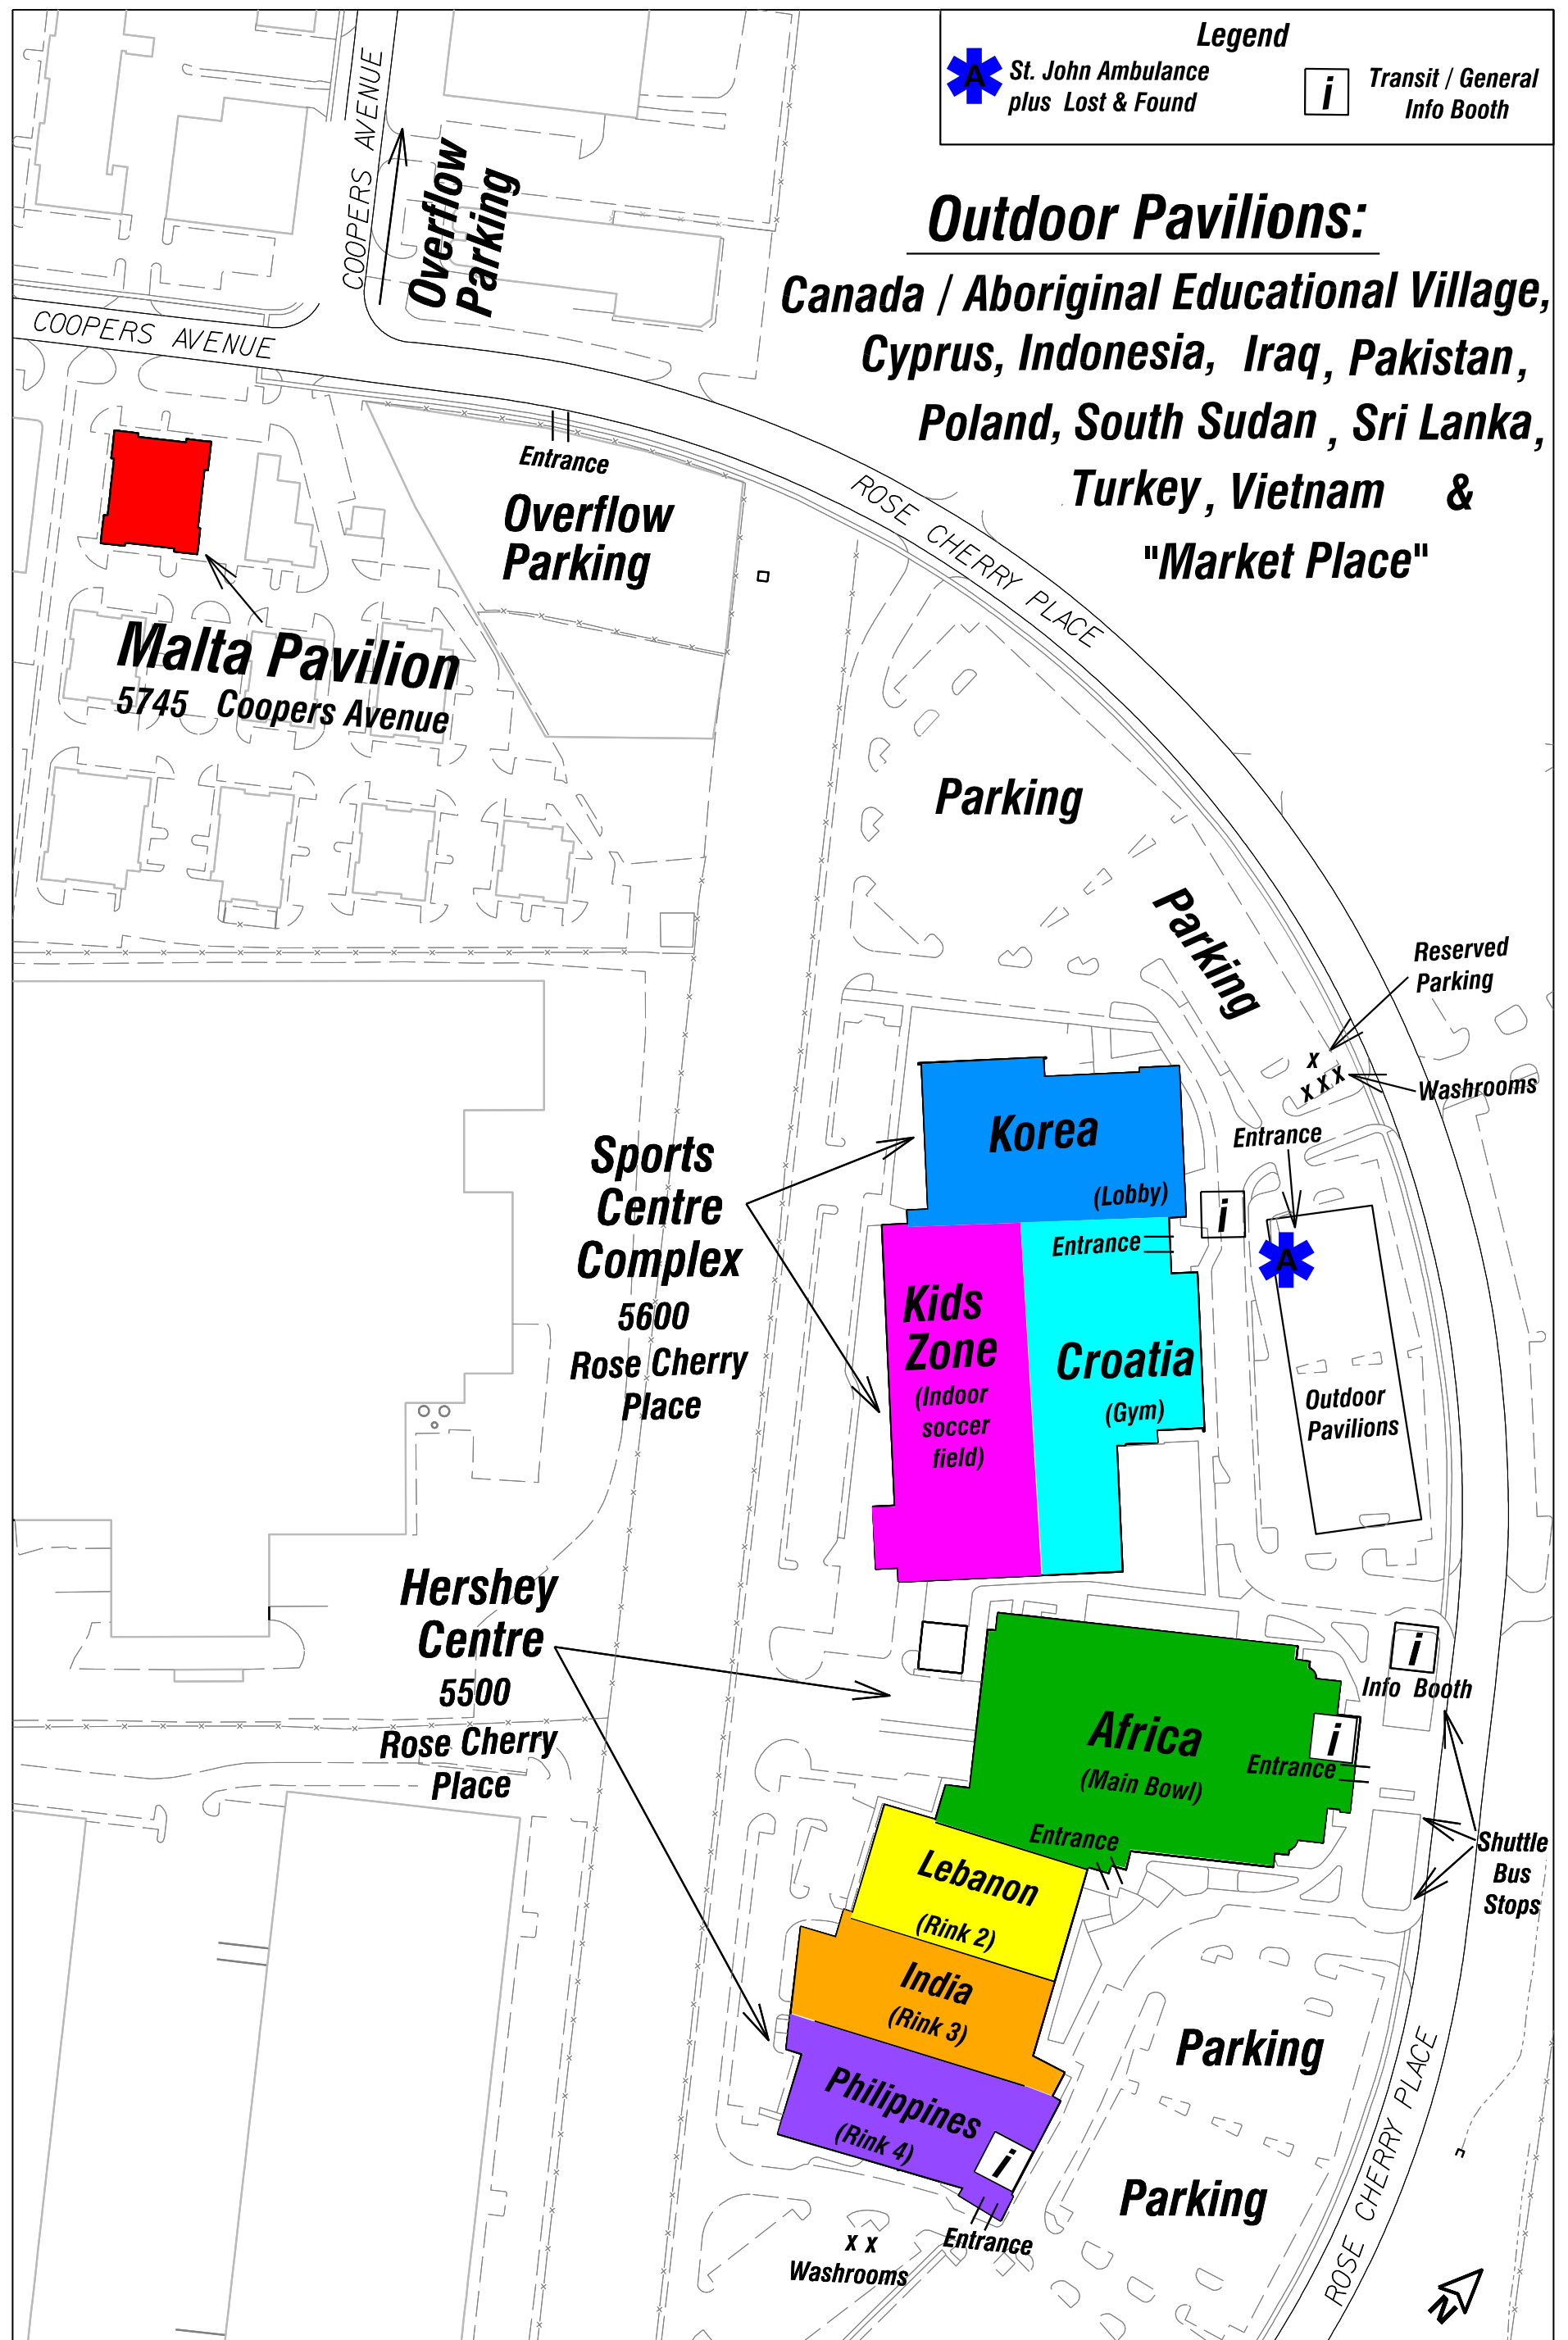 Legend
A
St. John Ambulance
plus Lost & Found
i
Transit / General
Info Booth
Outdoor Pavilions:
Canada / Aboriginal Educational Village,
Cyprus, Indonesia, Iraq, Pakistan,
Poland, South Sudan, Sri Lanka,
Turkey, Vietnam &
"Market Place"
COOPERS AVENUE
Overflow
Parking
COOPERS AVENUE
Entrance
Overflow
Parking
ROSE CHERRY PLACE
Malta Pavilion
5745 Coopers Avenue
Parking
Parking
Reserved
Parking
x
x x x
Washrooms
Entrance
Korea
(Lobby)
i
A
Sports
Centre
Complex
5600
Rose Cherry
Place
Entrance
Kids
Zone
(Indoor
soccer
field)
Croatia
(Gym)
Outdoor
Pavilions
Hershey
Centre
5500
Rose Cherry
Place
i
Info Booth
Africa
(Main Bowl)
i
Entrance
Entrance
Shuttle
Bus
Stops
Lebanon
(Rink 2)
India
(Rink 3)
Philippines
(Rink 4)
i
Entrance
x x
Washrooms
Parking
Parking
ROSE CHERRY PLACE
N